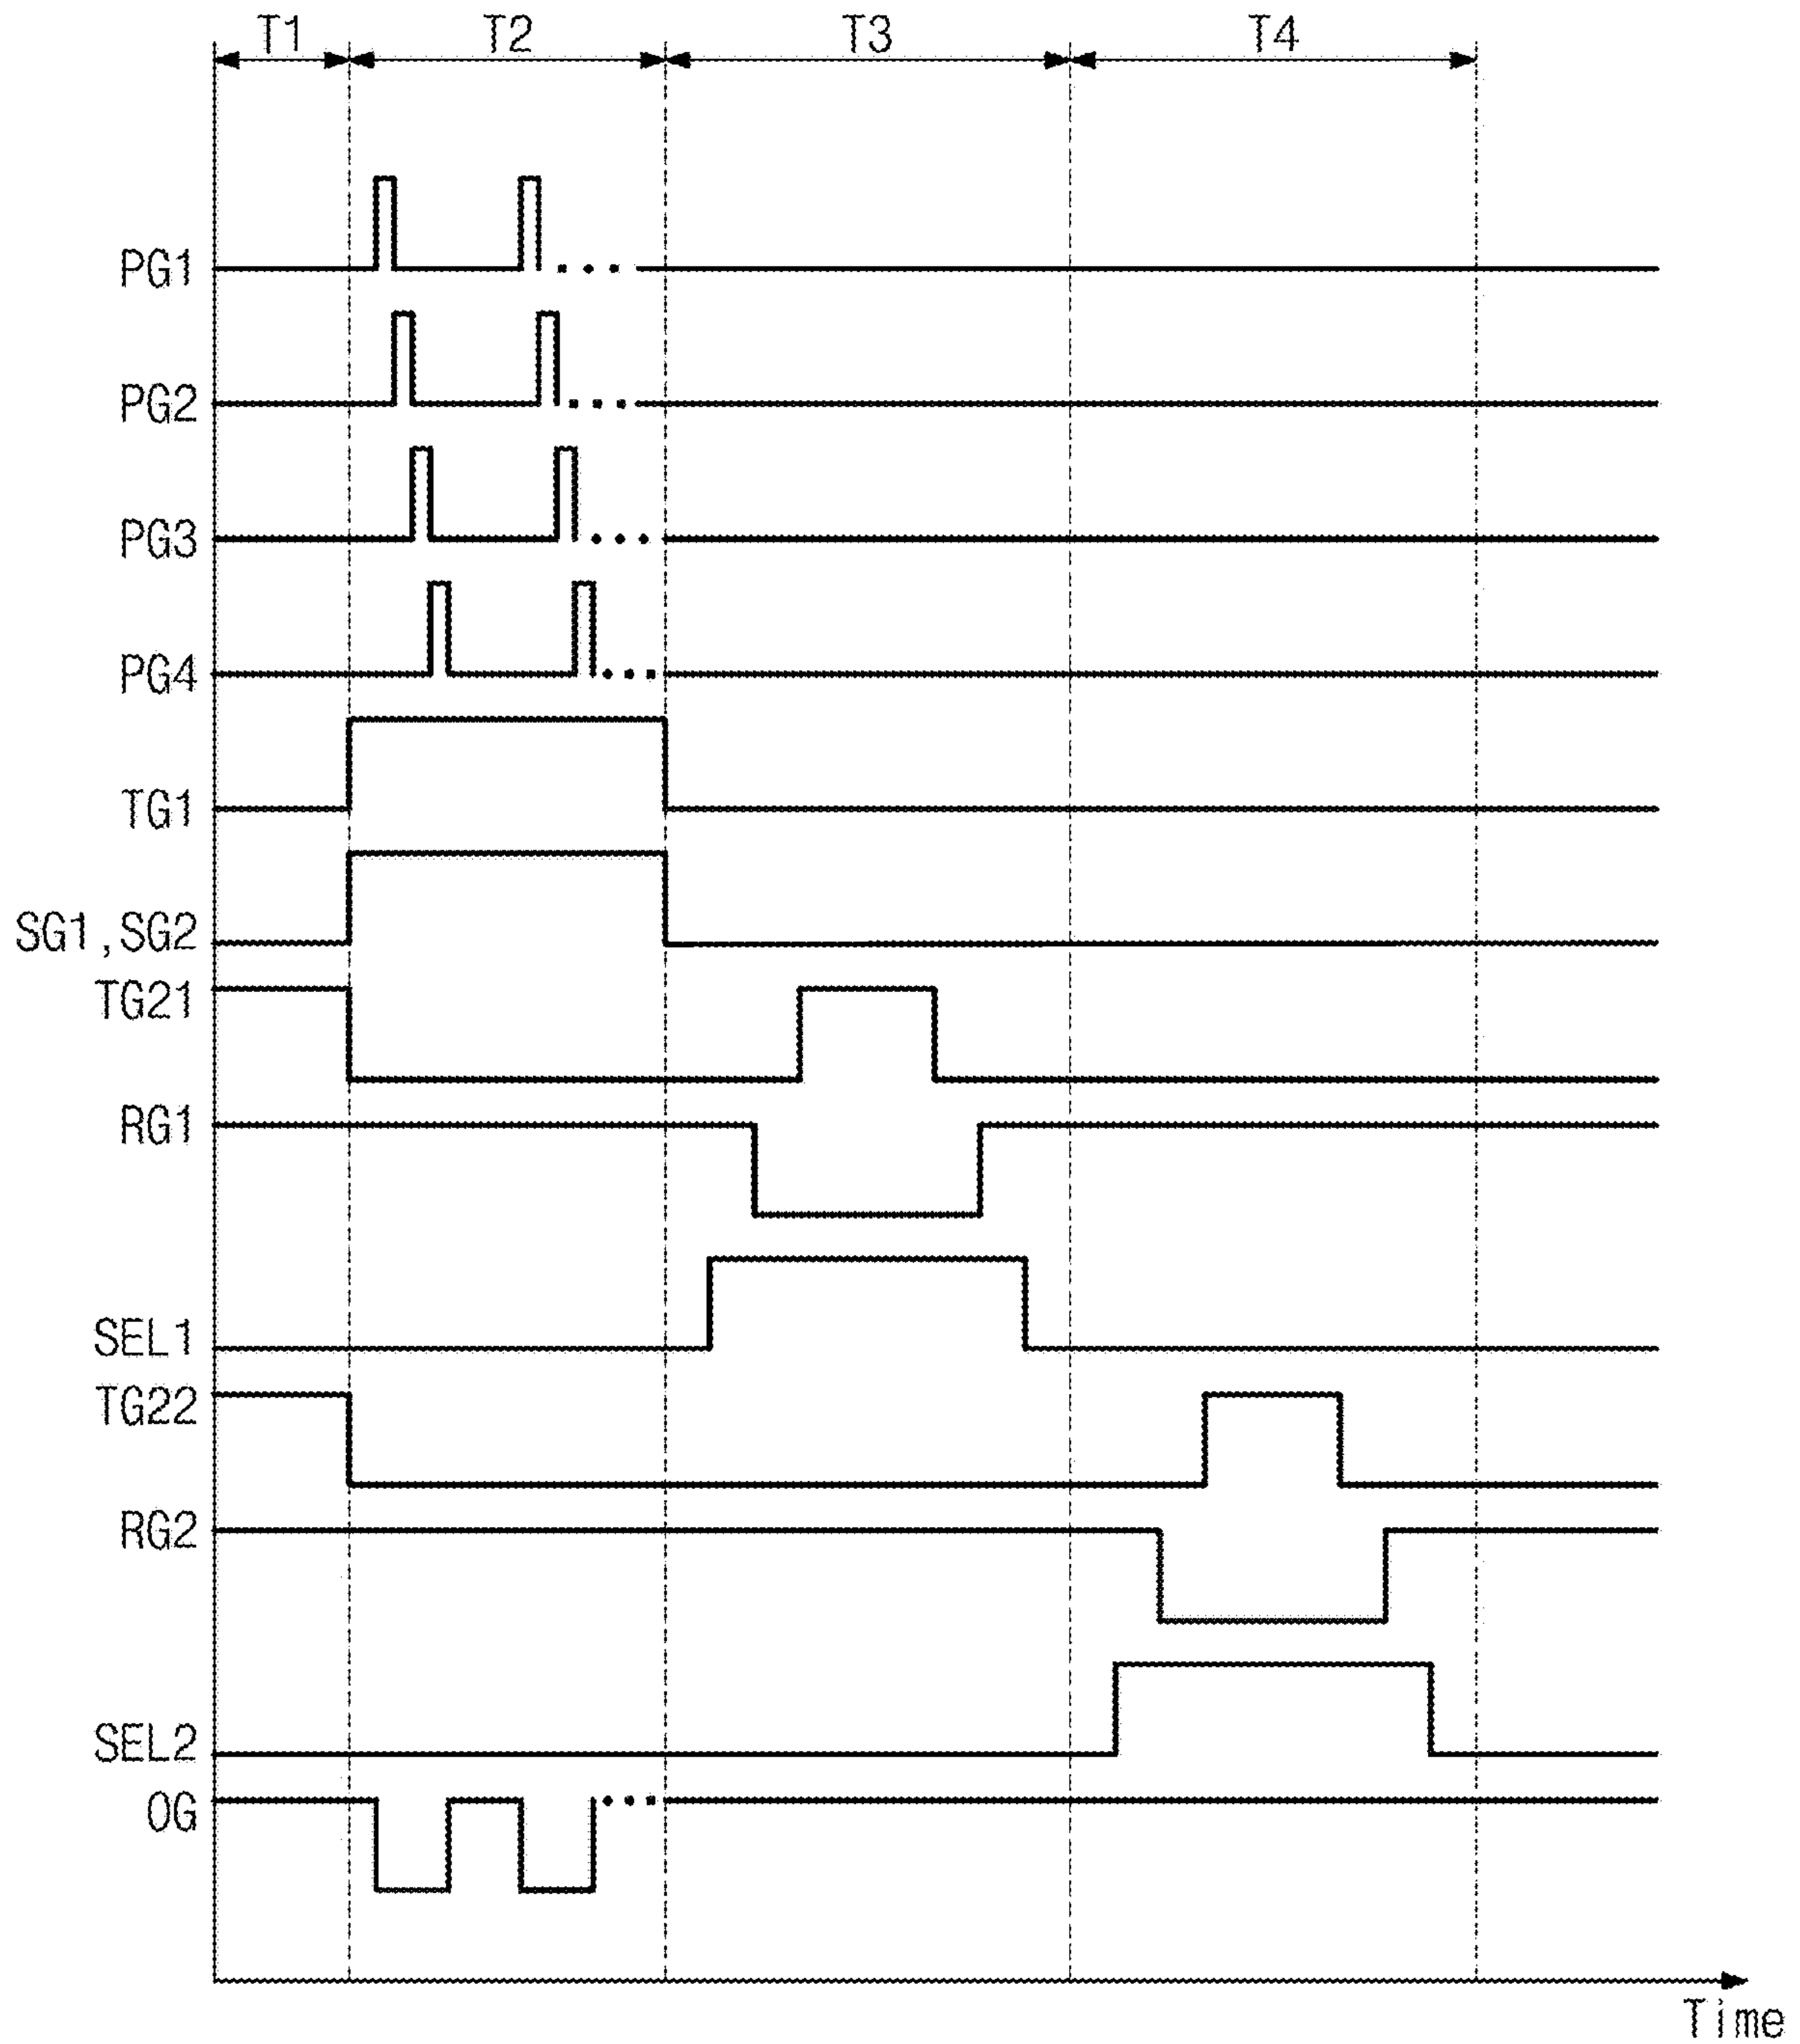 T1 T2 T3 T4
PG1
PG2
PG3
PG4
TG1
SG1,SG2
TG21
RG1
SEL1
TG22
RG2
SEL2
OG
Time